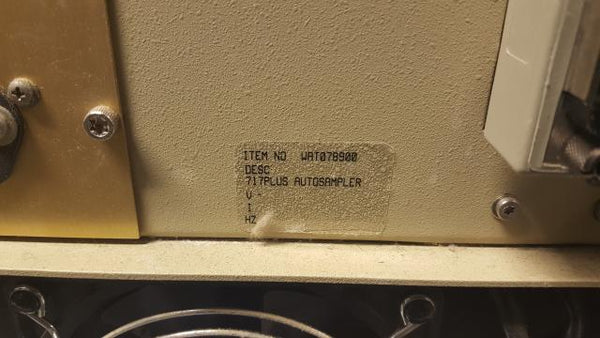 ITEM NO WAT078900
DESC
717PLUS AUTOSAMPLER
V -
I
HZ